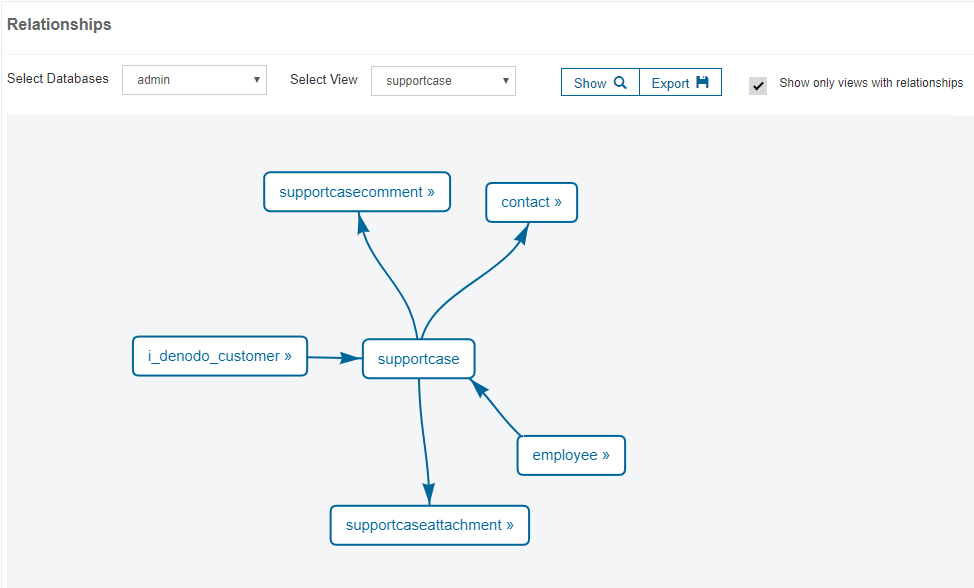 Relationships
Select Databases admin Select View supportcase Show Export Show only views with relationships
supportcasecomment »
contact »
i_denodo_customer »
supportcase
employee »
supportcaseattachment »